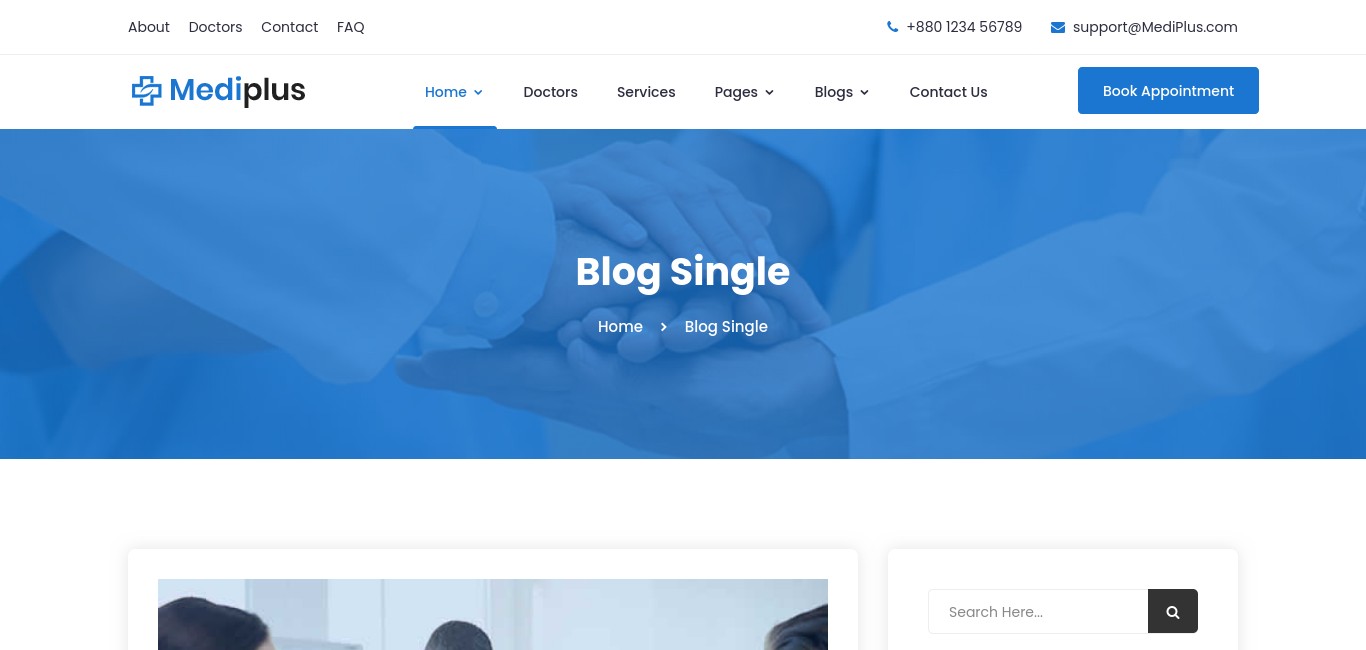 About Doctors Contact FAQ +880 1234 56789 support@MediPlus.com
Mediplus Home Doctors Services Pages Blogs Contact Us Book Appointment
Blog Single
Home Blog Single
Search Here...